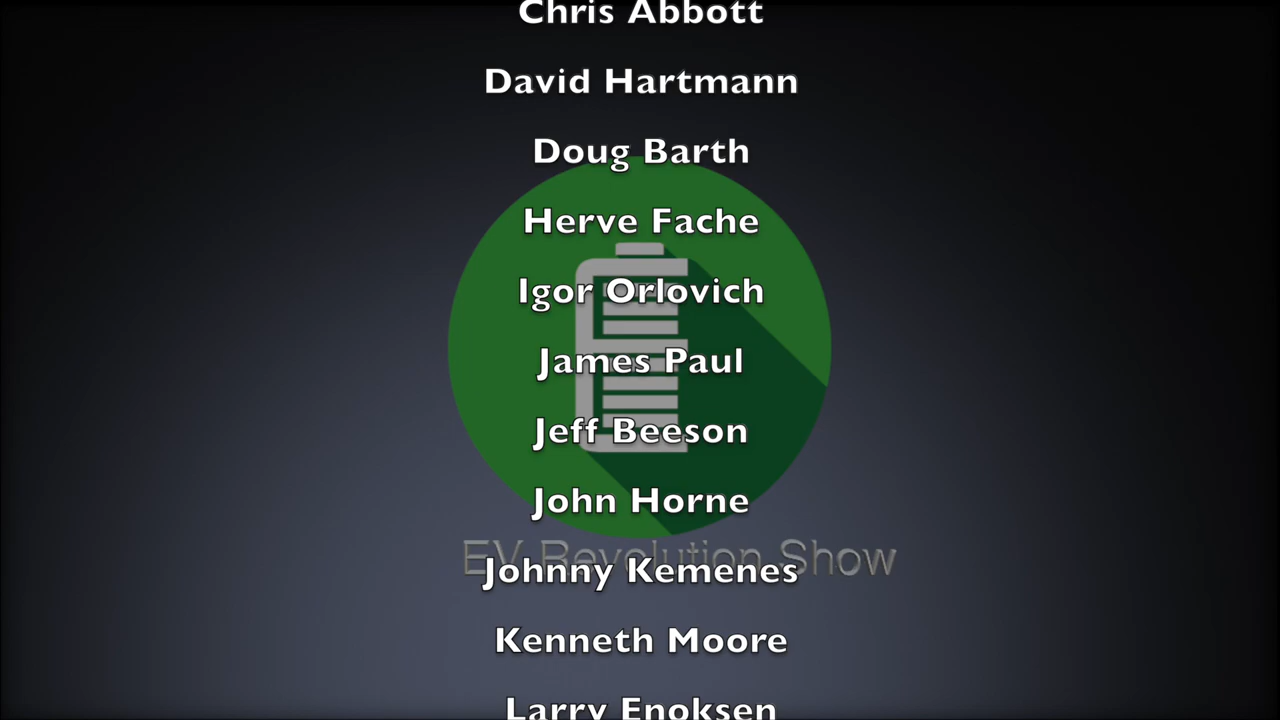 Chris Abbott
David Hartmann
Doug Barth
Herve Fache
Igor Orlovich
James Paul
Jeff Beeson
John Horne
EV Revolution Show
Johnny Kemenes
Kenneth Moore
Larry Enoksen